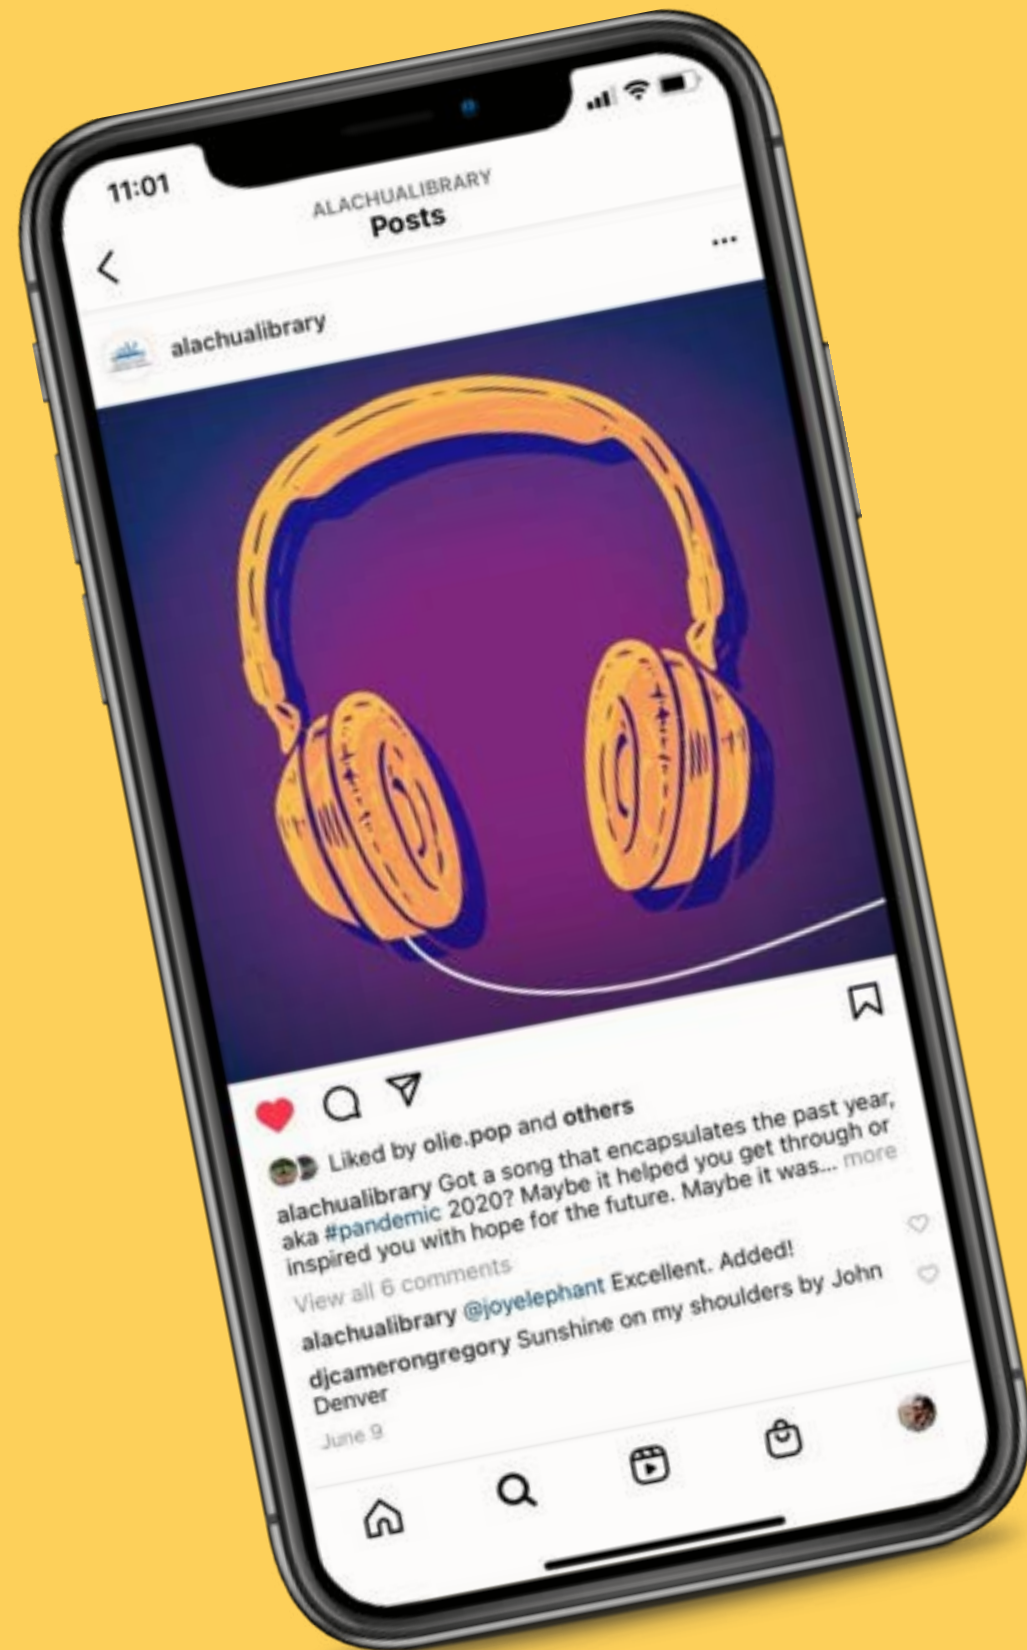 11:01
ALACHUALIBRARY
Posts
alachualibrary
Liked by olie.pop and others
alachualibrary Got a song that encapsulates the past year,
aka #pandemic 2020? Maybe it helped you get through or
inspired you with hope for the future. Maybe it was... more
View all 6 comments
alachualibrary @joyelephant Excellent. Added!
djcamerongregory Sunshine on my shoulders by John
Denver
June 9